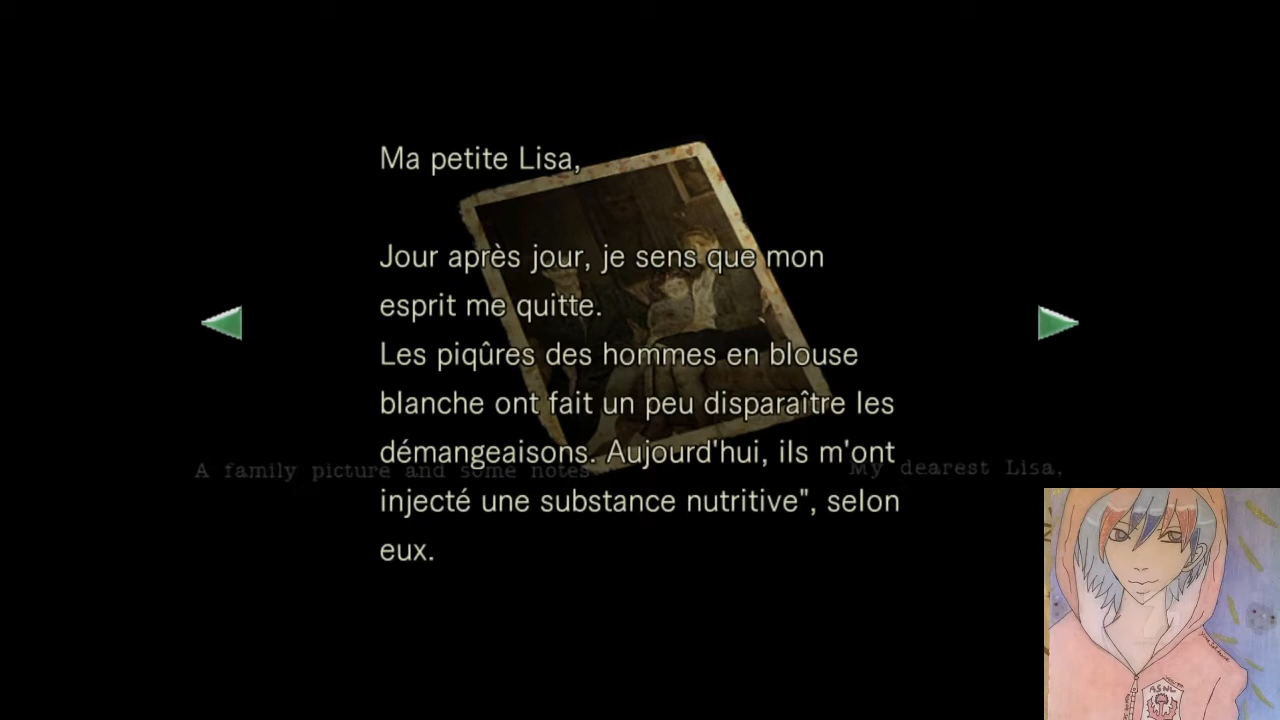 Ma petite Lisa,
Jour après jour, je sens que mon
esprit me quitte.
Les piqûres des hommes en blouse
blanche ont fait un peu disparaître les
démangeaisons. Aujourd'hui, ils m'ont
injecté une substance nutritive", selon
eux.
A family picture and some notes
My dearest Lisa,
ASNL